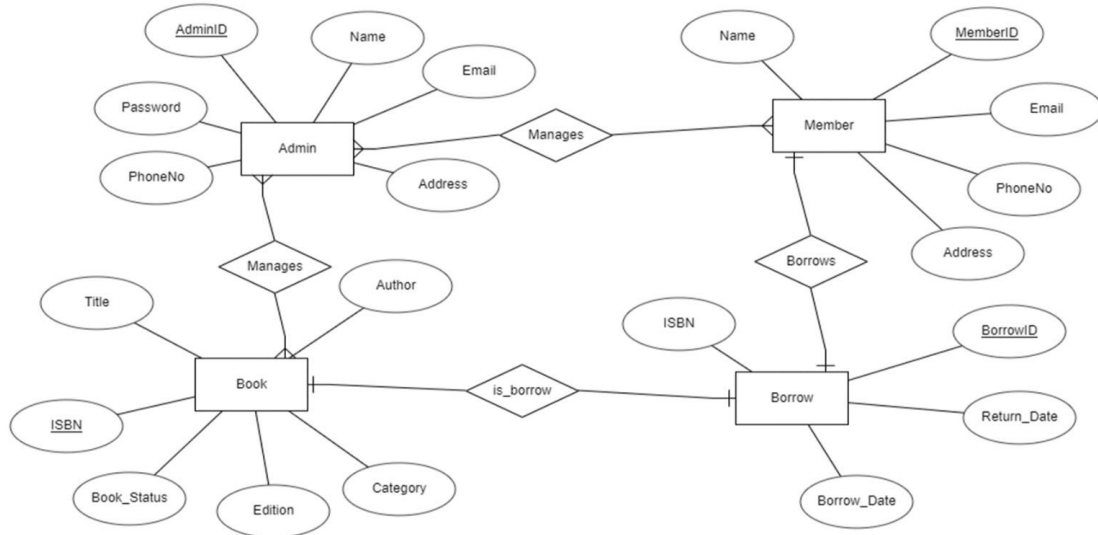 AdminID
Name
Email
Password
Admin
PhoneNo
Address
Manages
Name
MemberID
Member
Email
PhoneNo
Address
Manages
Borrows
Title
Author
Book
ISBN
Book_Status
Edition
Category
is_borrow
ISBN
BorrowID
Borrow
Return_Date
Borrow_Date